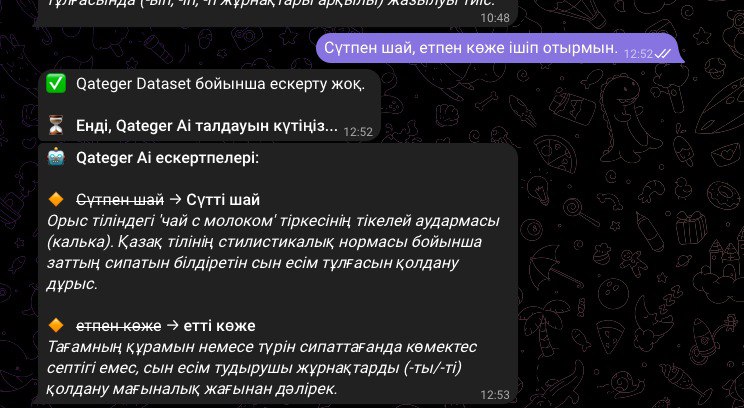 тұлғасында (-ын, -ін, -п жұрнақтары арқылы) жазылуы тиіс.
10:48
Сүтпен шай, етпен көже ішіп отырмын. 12:52
✅ Qateger Dataset бойынша ескерту жоқ.
⏳ Енді, Qateger Ai талдауын күтіңіз... 12:52
🤖 Qateger Ai ескертпелері:
🔸 Сүтпен шай → Сүтті шай
Орыс тіліндегі 'чай с молоком' тіркесінің тікелей аудармасы
(калька). Қазақ тілінің стилистикалық нормасы бойынша
заттың сипатын білдіретін сын есім тұлғасын қолдану
дұрыс.
🔸 етпен көже → етті көже
Тағамның құрамын немесе түрін сипаттағанда көмектес
септігі емес, сын есім тудырушы жұрнақтарды (-ты/-ті)
қолдану мағыналық жағынан дәлірек.
12:53